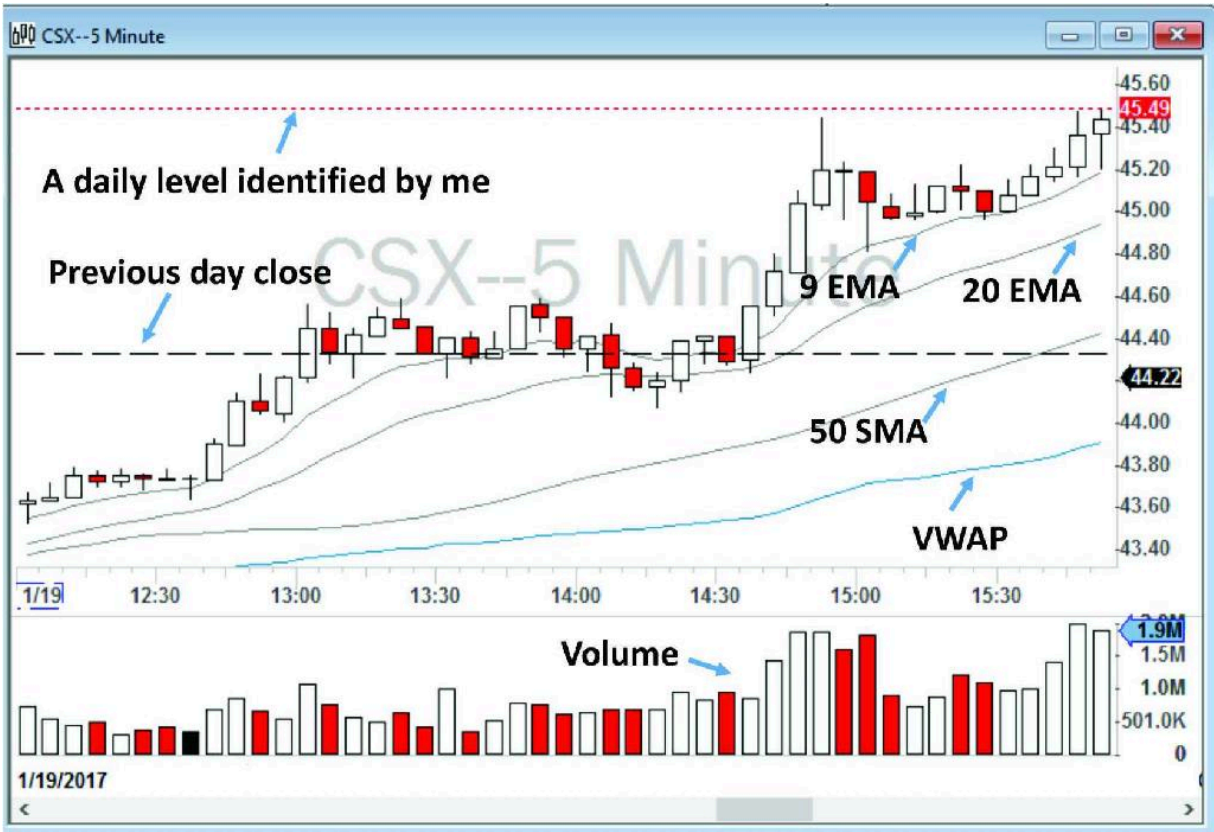 CSX--5 Minute
45.60
45.49
45.40
A daily level identified by me
45.20
45.00
CSX--5 Minute
44.80
Previous day close
9 EMA
20 EMA
44.60
44.40
44.22
50 SMA
44.00
43.80
43.60
VWAP
43.40
1/19
12:30
13:00
13:30
14:00
14:30
15:00
15:30
Volume
1.9M
1.5M
1.0M
501.0K
0
1/19/2017